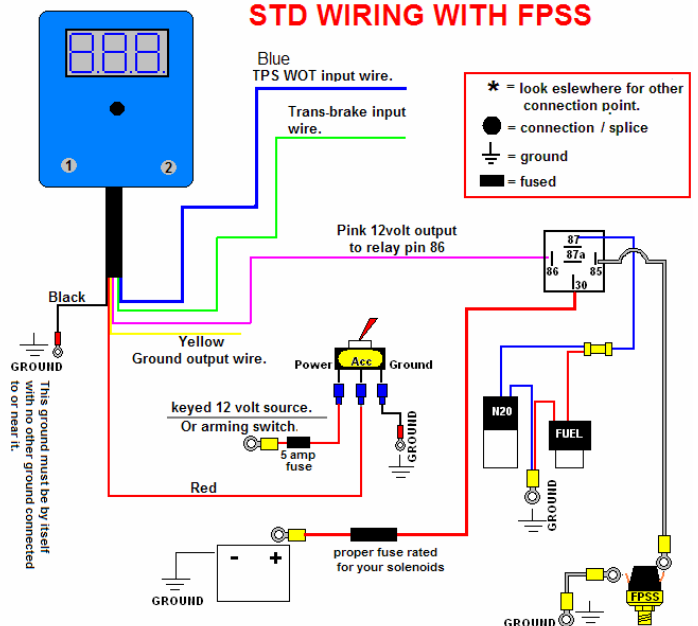 STD WIRING WITH FPSS
8.8.8.
1
2
Blue
TPS WOT input wire.
Trans-brake input
wire.
* = look eslewhere for other
connection point.
= connection / splice
= ground
= fused
Pink 12volt output
to relay pin 86
87
87a
86
85
30
Black
GROUND
This ground must be by itself
with no other ground connected
to or near it.
Yellow
Ground output wire.
Power
Acc
Ground
keyed 12 volt source.
Or arming switch.
5 amp
fuse
GROUND
Red
N20
FUEL
GROUND
- +
proper fuse rated
for your solenoids
GROUND
FPSS
GROUND